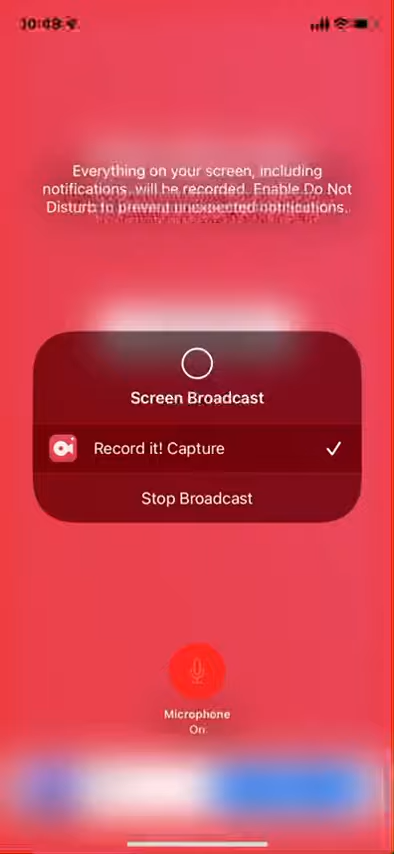 10:48
Everything on your screen, including
notifications, will be recorded. Enable Do Not
Disturb to prevent unexpected notifications.
Screen Broadcast
Record it! Capture
Stop Broadcast
Microphone
On